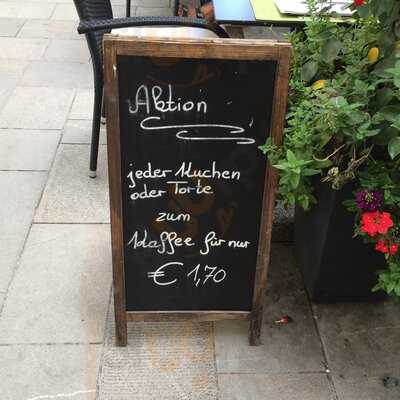 Aktion
jeder Kuchen
oder Torte
zum
Kaffee für nur
€ 1,70